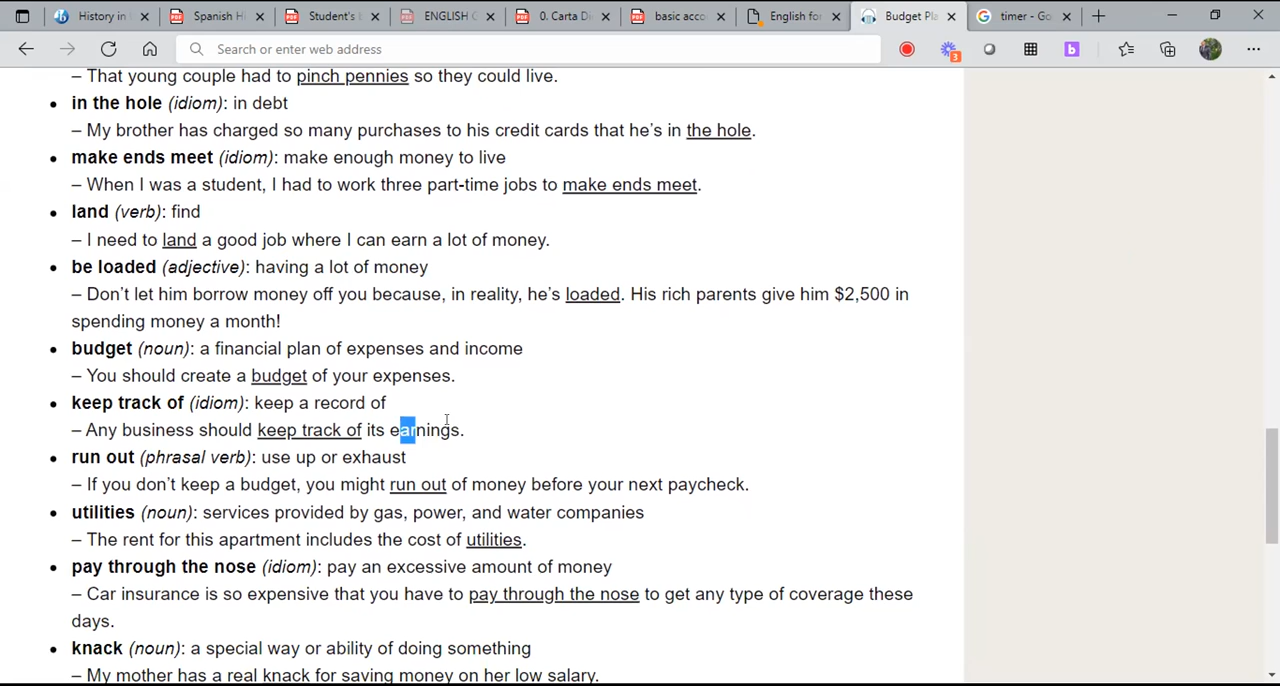 History in
Spanish H
Student's
ENGLISH
0. Carta Di
basic acco
English for
Budget Pla
timer - Go
Search or enter web address
3
b
– That young couple had to pinch pennies so they could live.
• in the hole (idiom): in debt
– My brother has charged so many purchases to his credit cards that he’s in the hole.
• make ends meet (idiom): make enough money to live
– When I was a student, I had to work three part-time jobs to make ends meet.
• land (verb): find
– I need to land a good job where I can earn a lot of money.
• be loaded (adjective): having a lot of money
– Don’t let him borrow money off you because, in reality, he’s loaded. His rich parents give him $2,500 in
spending money a month!
• budget (noun): a financial plan of expenses and income
– You should create a budget of your expenses.
• keep track of (idiom): keep a record of
– Any business should keep track of its earnings.
• run out (phrasal verb): use up or exhaust
– If you don’t keep a budget, you might run out of money before your next paycheck.
• utilities (noun): services provided by gas, power, and water companies
– The rent for this apartment includes the cost of utilities.
• pay through the nose (idiom): pay an excessive amount of money
– Car insurance is so expensive that you have to pay through the nose to get any type of coverage these
days.
• knack (noun): a special way or ability of doing something
– My mother has a real knack for saving money on her low salary.